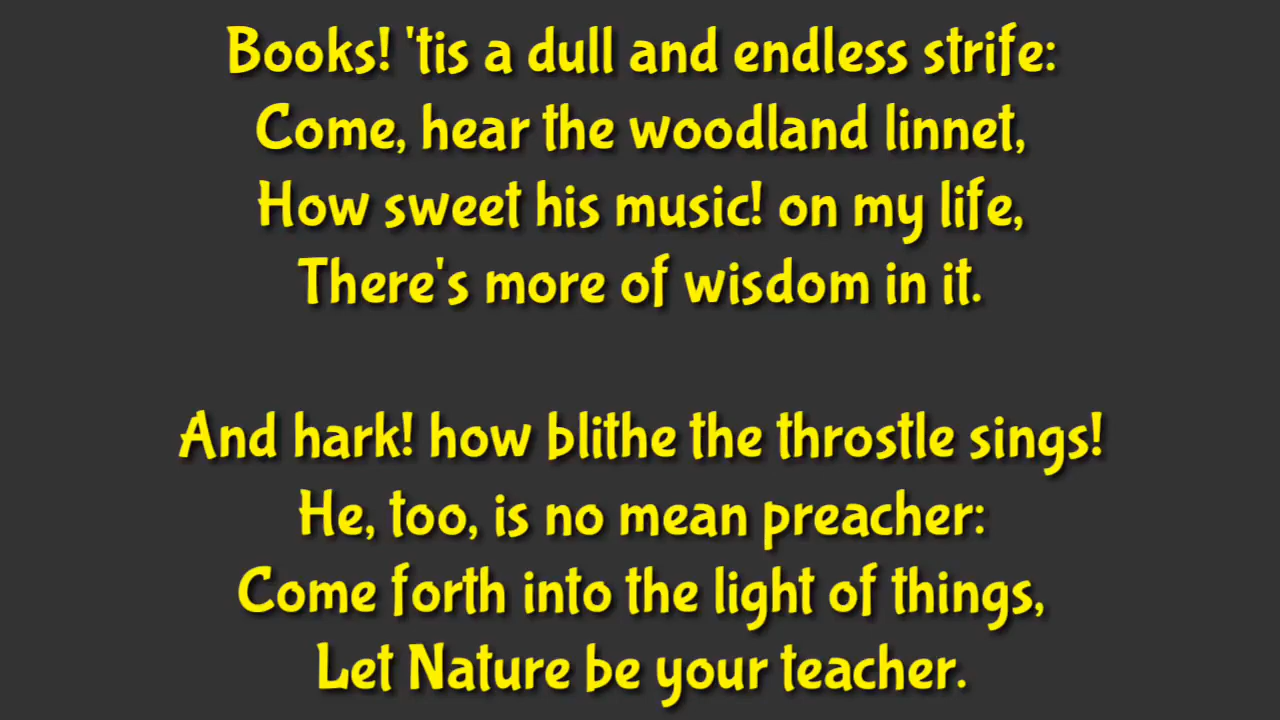 Books! 'tis a dull and endless strife:
Come, hear the woodland linnet,
How sweet his music! on my life,
There's more of wisdom in it.

And hark! how blithe the throstle sings!
He, too, is no mean preacher:
Come forth into the light of things,
Let Nature be your teacher.